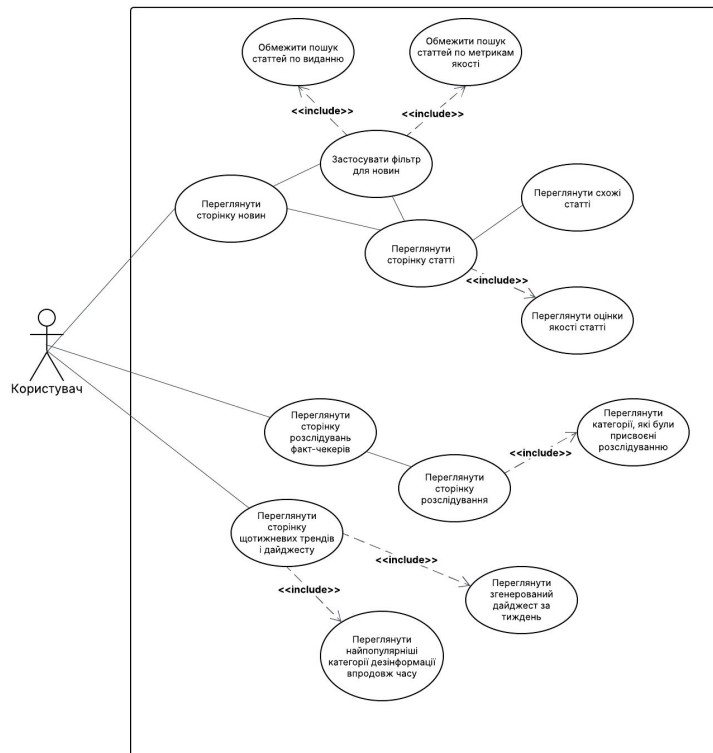 Обмежити пошук
статтей по виданню
Обмежити пошук
статтей по метрикам
якості
<<include>>
<<include>>
Застосувати фільтр
для новин
Переглянути
сторінку новин
Переглянути схожі
статті
Переглянути
сторінку статті
<<include>>
Переглянути оцінки
якості статті
Користувач
Переглянути
сторінку
розслідувань
факт-чекерів
Переглянути
категорії, які були
присвоєні
розслідуванню
<<include>>
Переглянути
сторінку
розслідування
Переглянути
сторінку
щотижневих трендів
і дайджесту
<<include>>
<<include>>
Переглянути
згенерований
дайджест за
тиждень
Переглянути
найпопулярніші
категорії дезінформації
впродовж часу